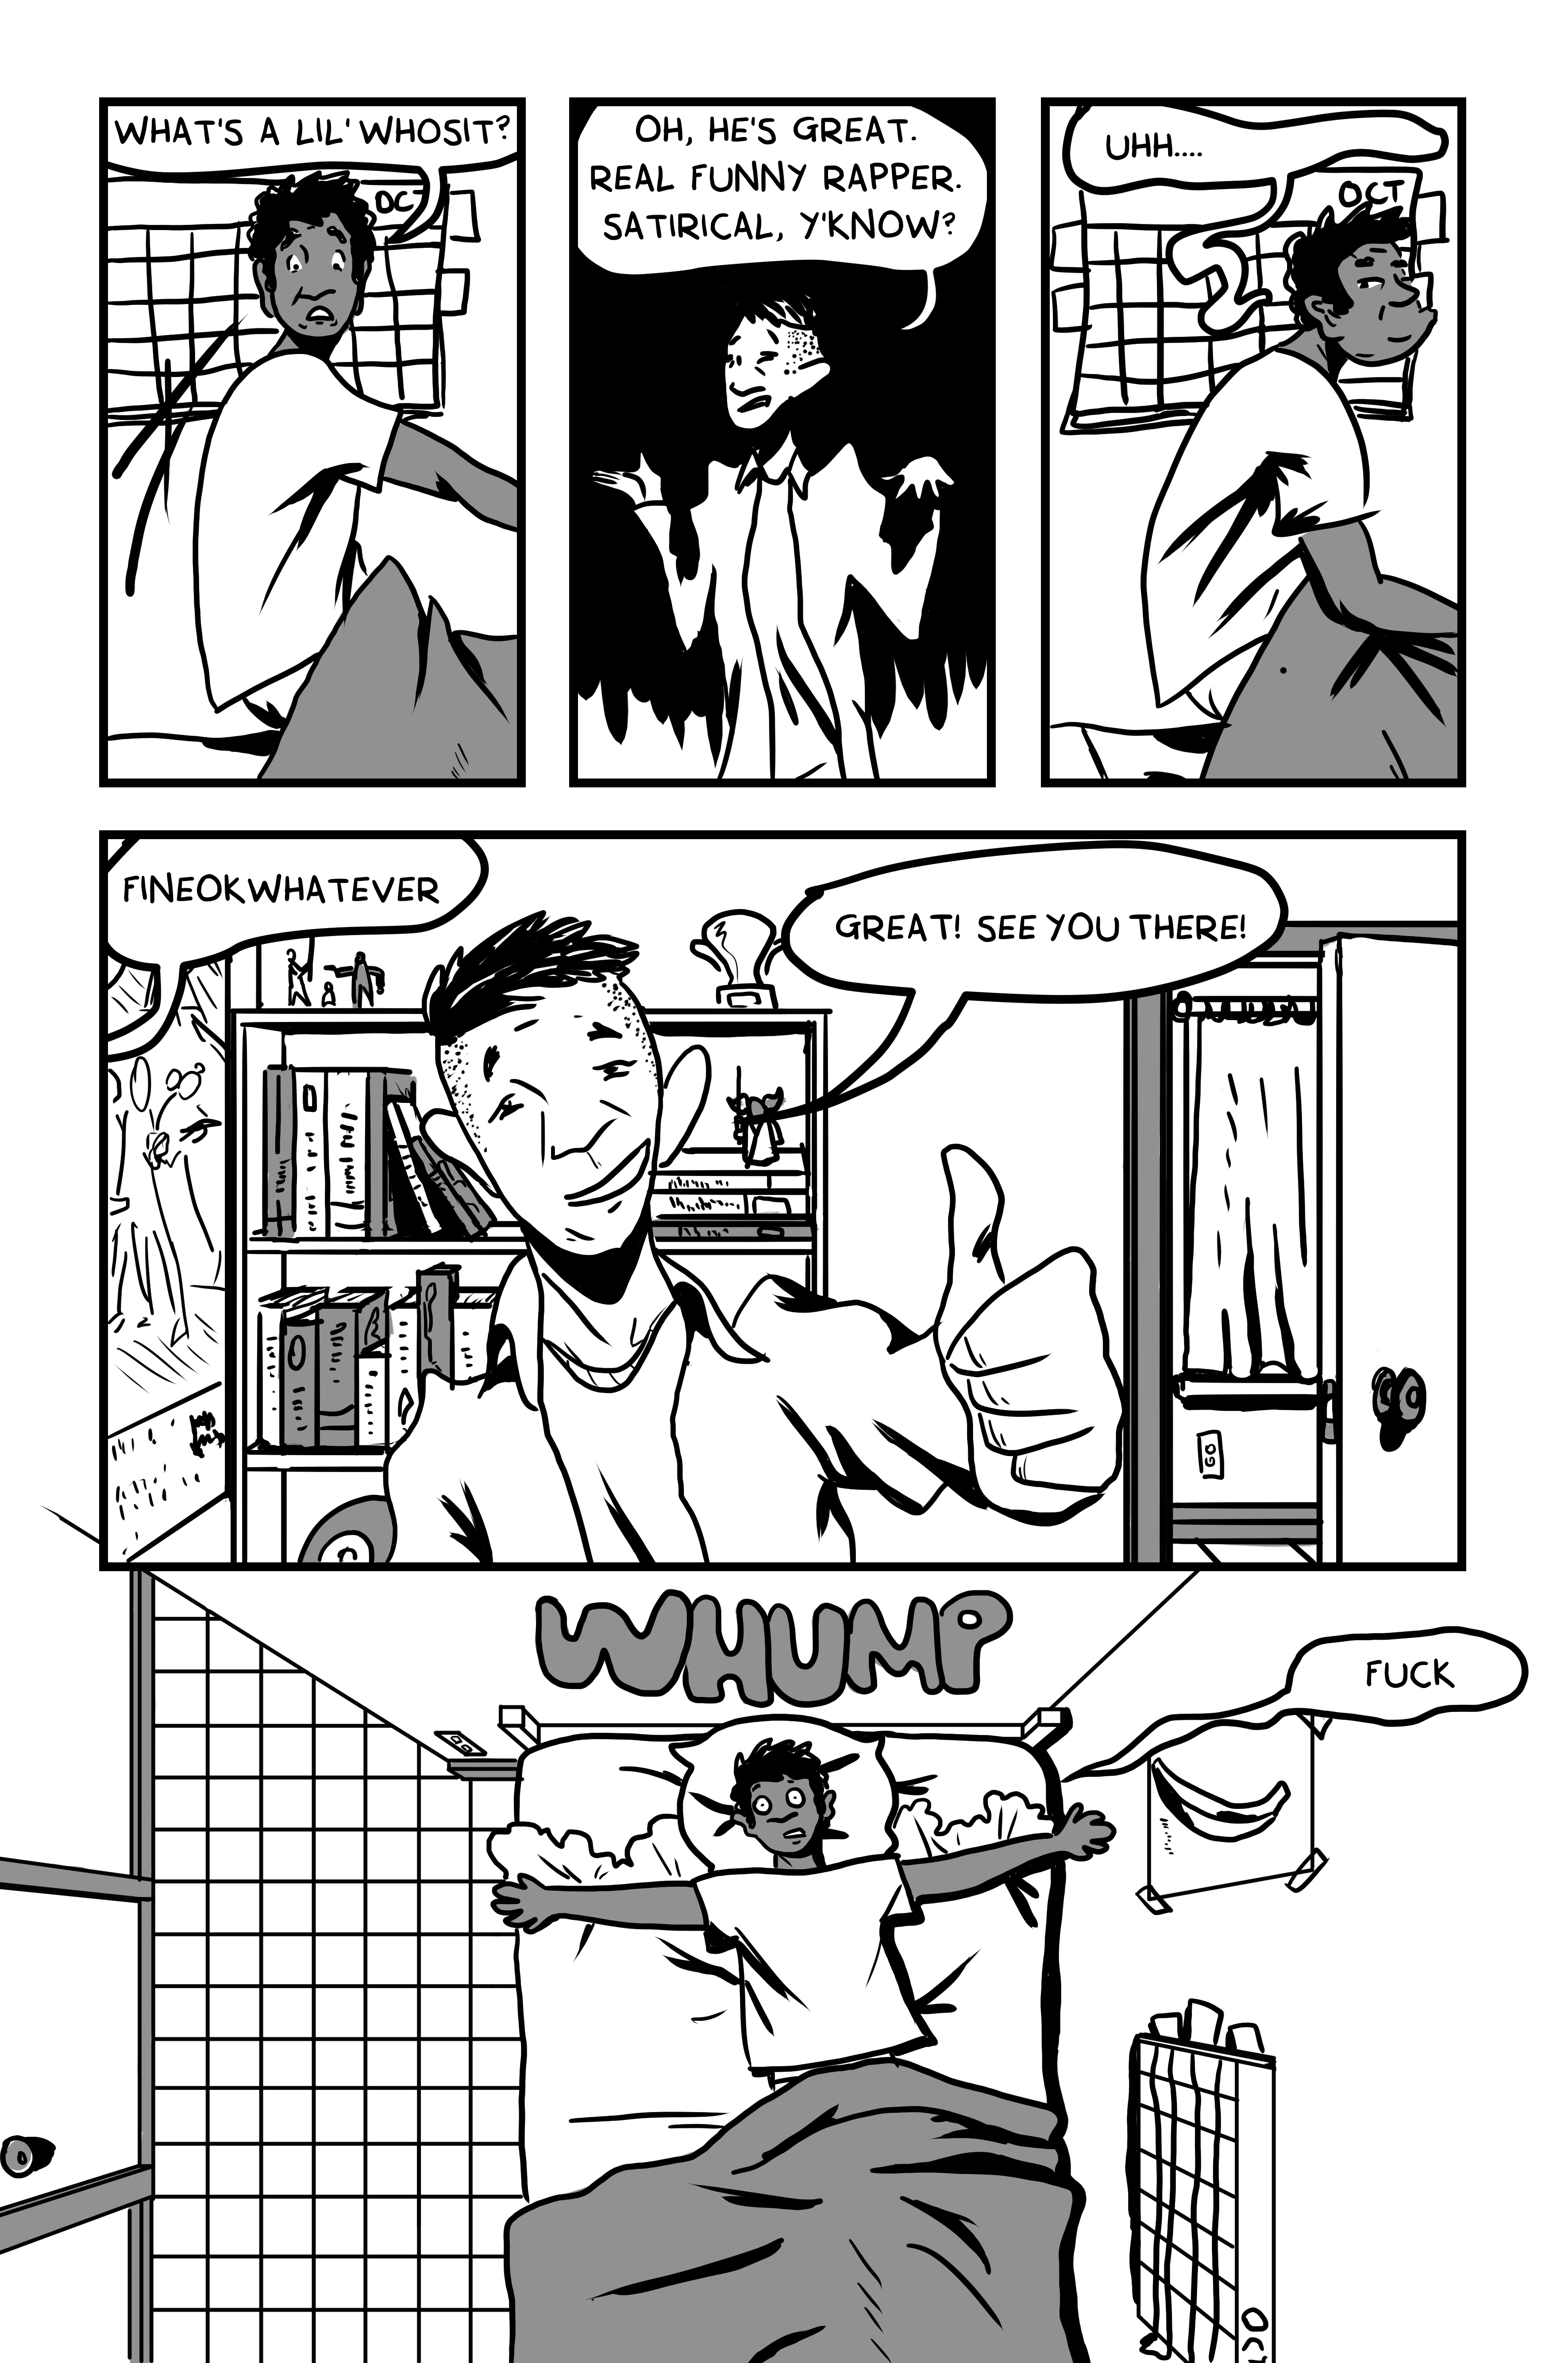 WHAT'S A LIL' WHOSIT?
OH, HE'S GREAT.
REAL FUNNY RAPPER.
SATIRICAL, Y'KNOW?
UHH....
OCT
FINEOKWHATEVER
GREAT! SEE YOU THERE!
GO
WHUMP
FUCK